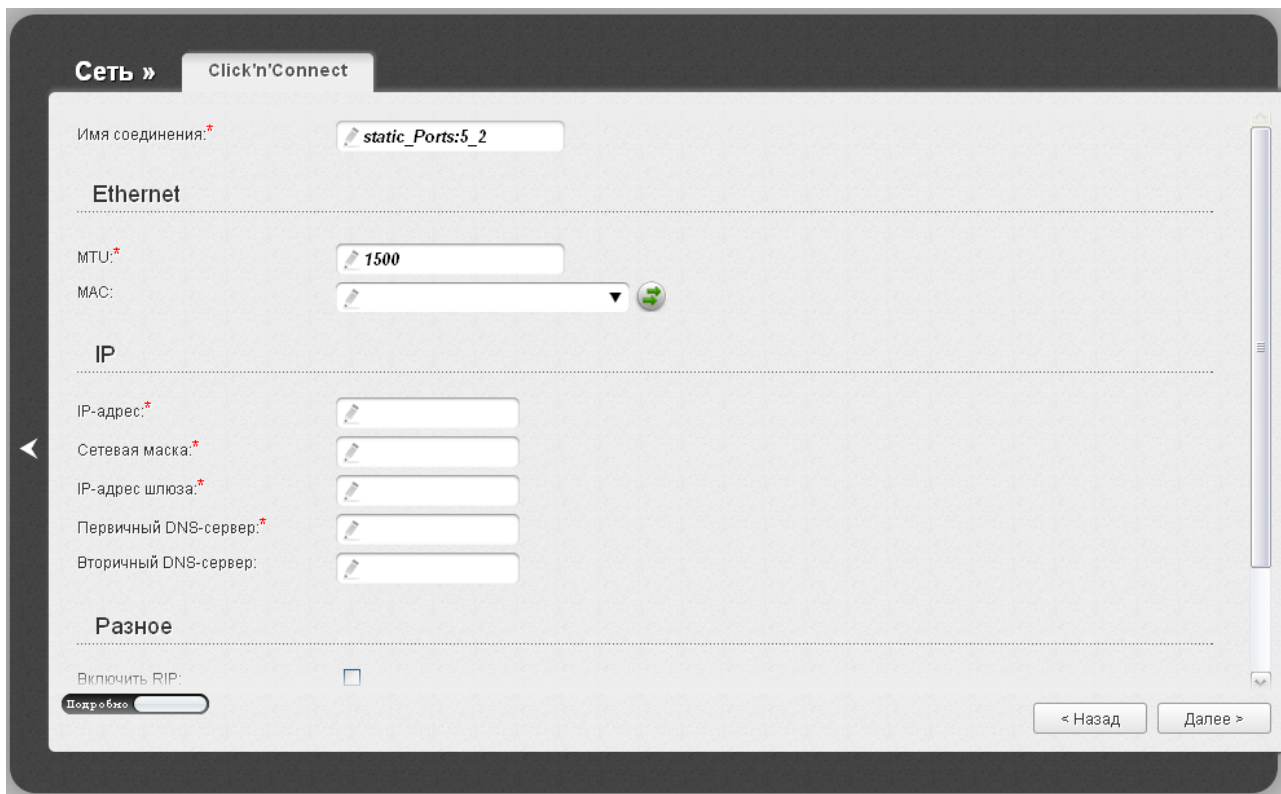 Сеть »
Click'n'Connect
Имя соединения:*
static_Ports:5_2
Ethernet
MTU:*
1500
MAC:
IP
IP-адрес:*
Сетевая маска:*
IP-адрес шлюза:*
Первичный DNS-сервер:*
Вторичный DNS-сервер:
Разное
Включить RIP:
Подробно
< Назад
Далее >